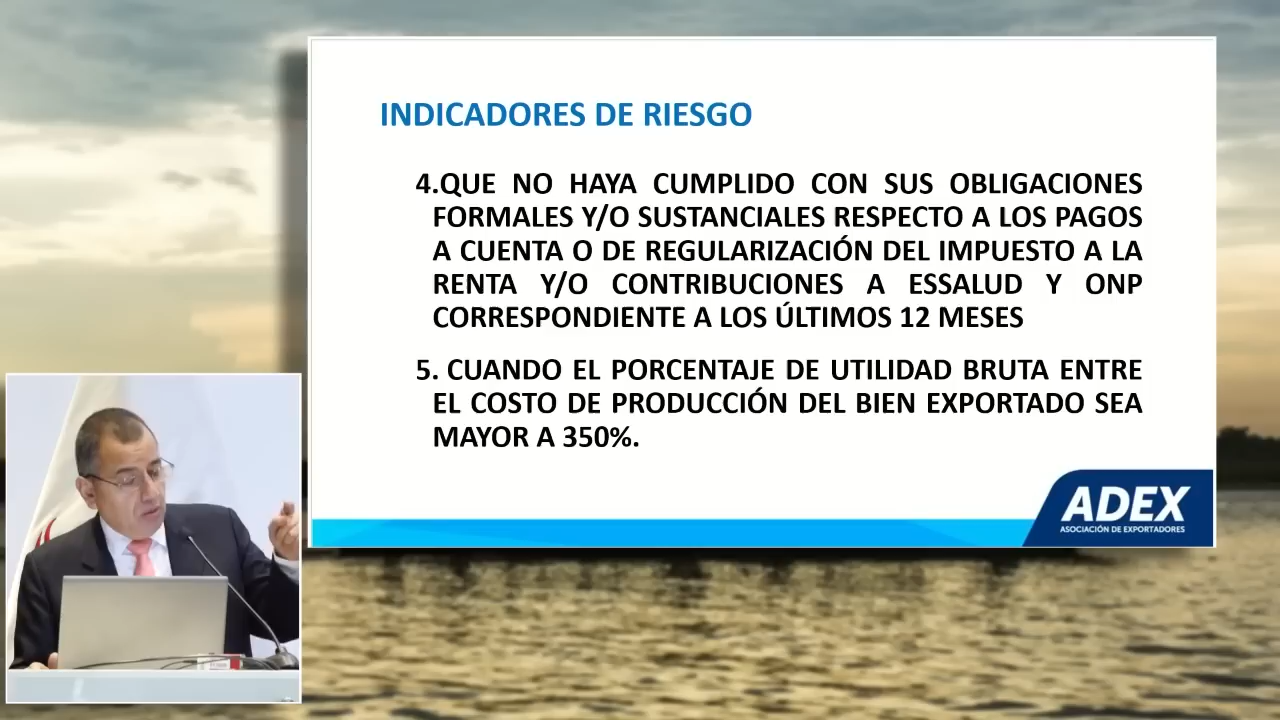 INDICADORES DE RIESGO
4.QUE NO HAYA CUMPLIDO CON SUS OBLIGACIONES
FORMALES Y/O SUSTANCIALES RESPECTO A LOS PAGOS
A CUENTA O DE REGULARIZACIÓN DEL IMPUESTO A LA
RENTA Y/O CONTRIBUCIONES A ESSALUD Y ONP
CORRESPONDIENTE A LOS ÚLTIMOS 12 MESES
5. CUANDO EL PORCENTAJE DE UTILIDAD BRUTA ENTRE
EL COSTO DE PRODUCCIÓN DEL BIEN EXPORTADO SEA
MAYOR A 350%.
ADEX
ASOCIACIÓN DE EXPORTADORES